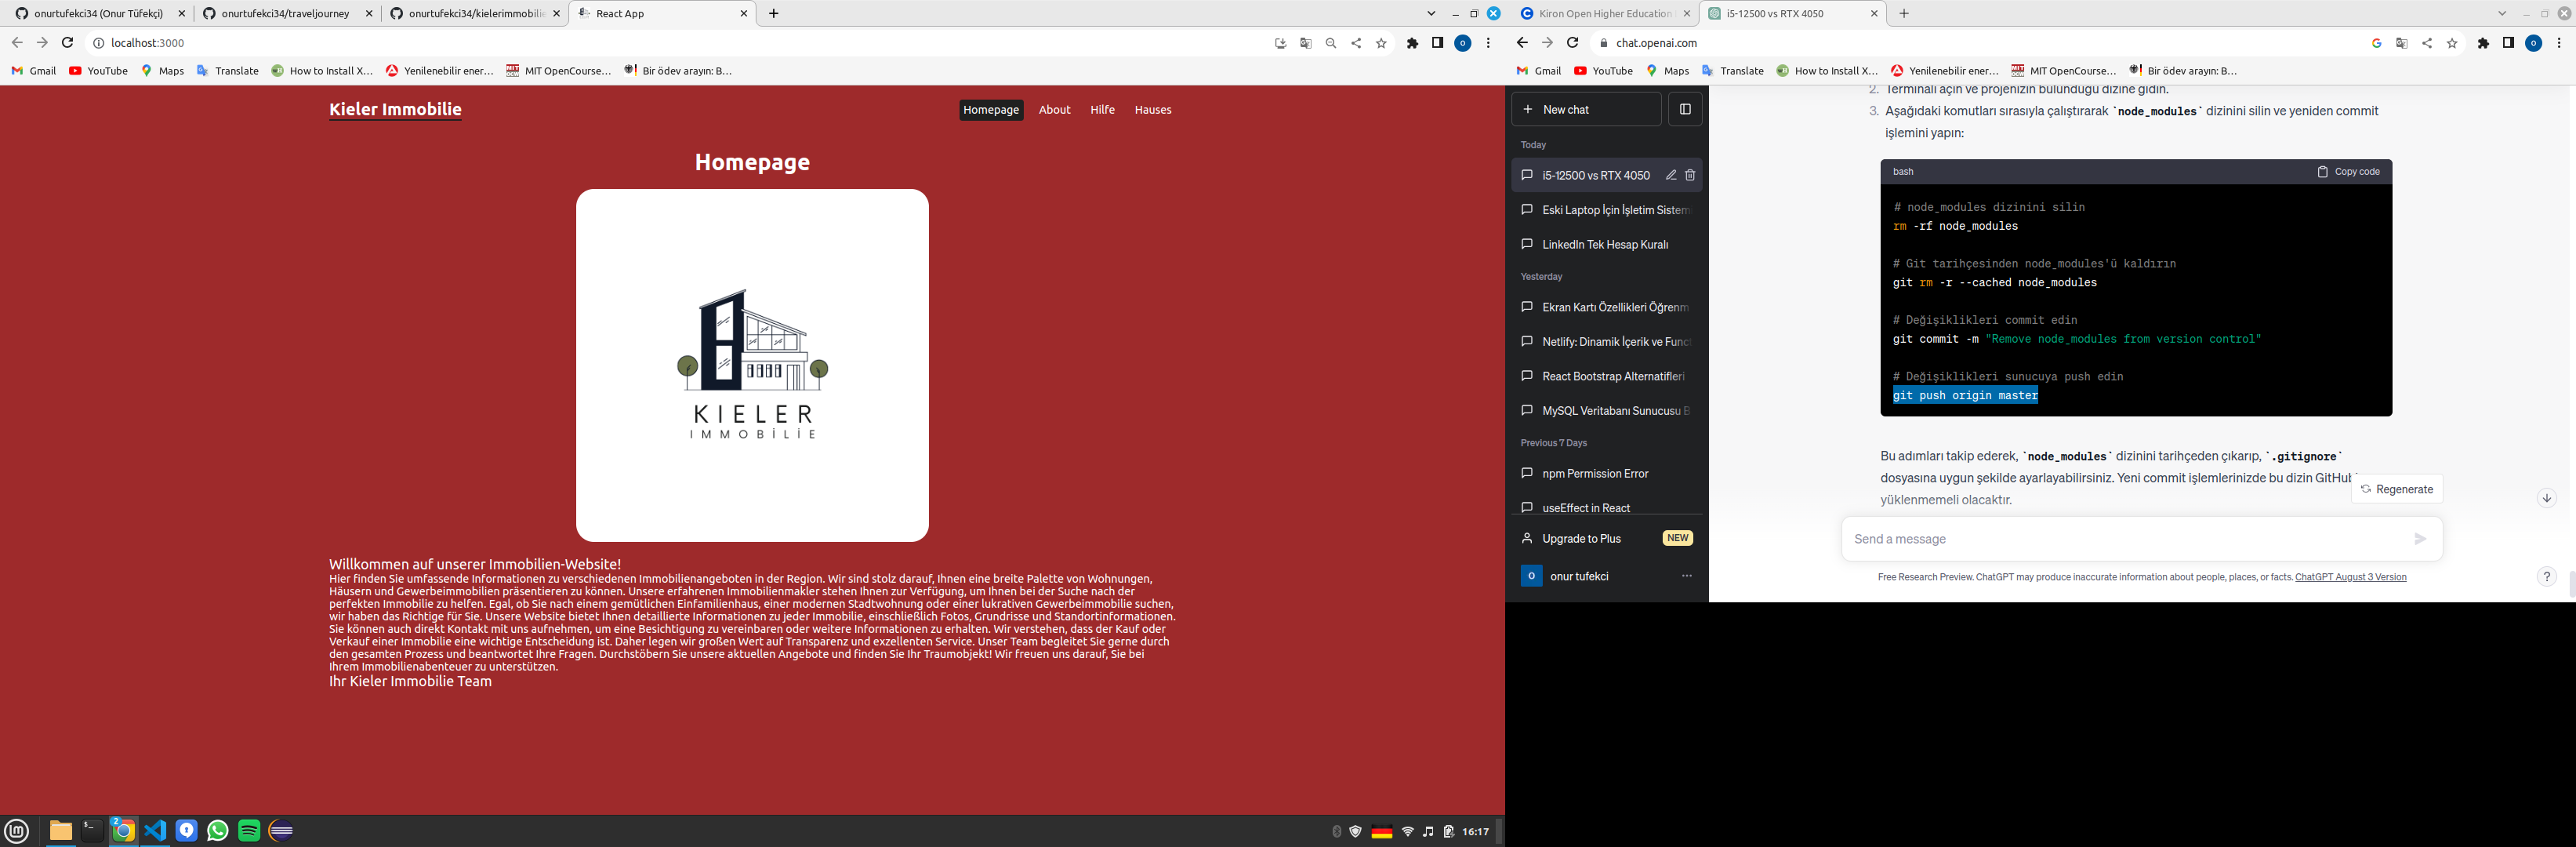 onurtufekci34 (Onur Tüfekçi)
onurtufekci34/traveljourney
onurtufekci34/kielerimmobilie
React App
localhost:3000
Gmail
YouTube
Maps
Translate
How to Install X…
Yenilenebilir ener…
MIT OpenCourse…
Bir ödev arayın: B…
Kieler Immobilie
Homepage
About
Hilfe
Hauses
Homepage
KIELER
İMMOBİLİE
Willkommen auf unserer Immobilien-Website!
Hier finden Sie umfassende Informationen zu verschiedenen Immobilienangeboten in der Region. Wir sind stolz darauf, Ihnen eine breite Palette von Wohnungen,
Häusern und Gewerbeimmobilien präsentieren zu können. Unsere erfahrenen Immobilienmakler stehen Ihnen zur Verfügung, um Ihnen bei der Suche nach der
perfekten Immobilie zu helfen. Egal, ob Sie nach einem gemütlichen Einfamilienhaus, einer modernen Stadtwohnung oder einer lukrativen Gewerbeimmobilie suchen,
wir haben das Richtige für Sie. Unsere Website bietet Ihnen detaillierte Informationen zu jeder Immobilie, einschließlich Fotos, Grundrisse und Standortinformationen.
Sie können auch direkt Kontakt mit uns aufnehmen, um eine Besichtigung zu vereinbaren oder weitere Informationen zu erhalten. Wir verstehen, dass der Kauf oder
Verkauf einer Immobilie eine wichtige Entscheidung ist. Daher legen wir großen Wert auf Transparenz und exzellenten Service. Unser Team begleitet Sie gerne durch
den gesamten Prozess und beantwortet Ihre Fragen. Durchstöbern Sie unsere aktuellen Angebote und finden Sie Ihr Traumobjekt! Wir freuen uns darauf, Sie bei
Ihrem Immobilienabenteuer zu unterstützen.
Ihr Kieler Immobilie Team
2
16:17
Kiron Open Higher Education
i5-12500 vs RTX 4050
chat.openai.com
Gmail
YouTube
Maps
Translate
How to Install X…
Yenilenebilir ener…
MIT OpenCourse…
Bir ödev arayın: B…
New chat
Today
i5-12500 vs RTX 4050
Eski Laptop İçin İşletim Sistem
LinkedIn Tek Hesap Kuralı
Yesterday
Ekran Kartı Özellikleri Öğrenm
Netlify: Dinamik İçerik ve Funct
React Bootstrap Alternatifleri
MySQL Veritabanı Sunucusu B
Previous 7 Days
npm Permission Error
useEffect in React
Upgrade to Plus
NEW
O
onur tufekci
2. Terminali açın ve projenizin bulunduğu dizine gidin.
3. Aşağıdaki komutları sırasıyla çalıştırarak `node_modules` dizinini silin ve yeniden commit
işlemini yapın:
bash
Copy code
# node_modules dizinini silin
rm -rf node_modules
# Git tarihçesinden node_modules'ü kaldırın
git rm -r --cached node_modules
# Değişiklikleri commit edin
git commit -m "Remove node_modules from version control"
# Değişiklikleri sunucuya push edin
git push origin master
Bu adımları takip ederek, `node_modules` dizinini tarihçeden çıkarıp, `.gitignore`
dosyasına uygun şekilde ayarlayabilirsiniz. Yeni commit işlemlerinizde bu dizin GitHub'
yüklenmemeli olacaktır.
Regenerate
Send a message
Free Research Preview. ChatGPT may produce inaccurate information about people, places, or facts. ChatGPT August 3 Version
?